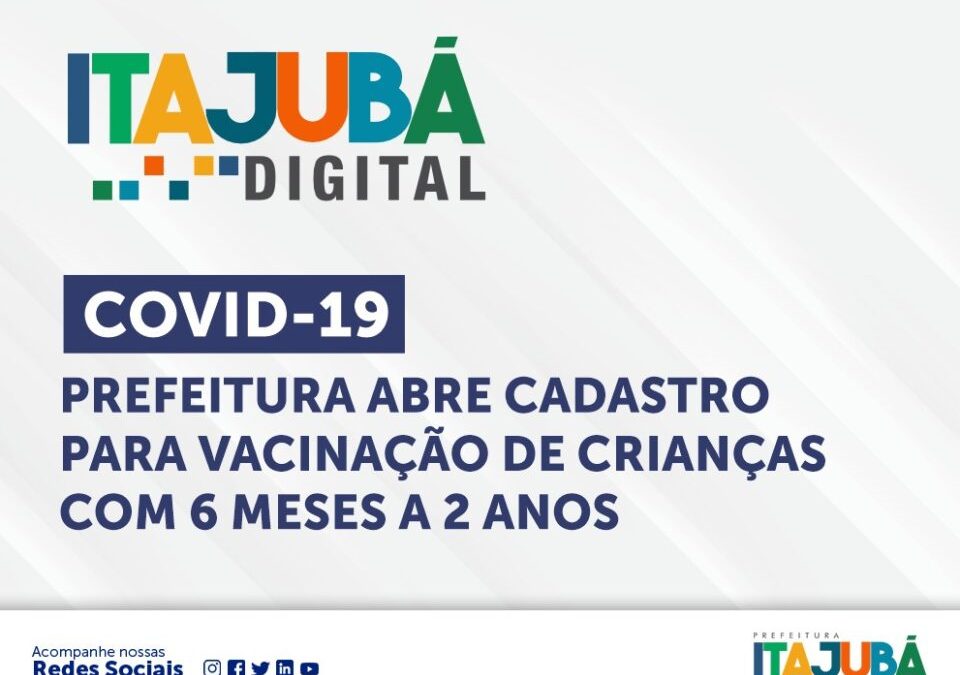 ITAJUBÁ
DIGITAL
COVID-19
PREFEITURA ABRE CADASTRO
PARA VACINAÇÃO DE CRIANÇAS
COM 6 MESES A 2 ANOS
Acompanhe nossas
Redes Sociais
PREFEITURA
ITAJUBÁ